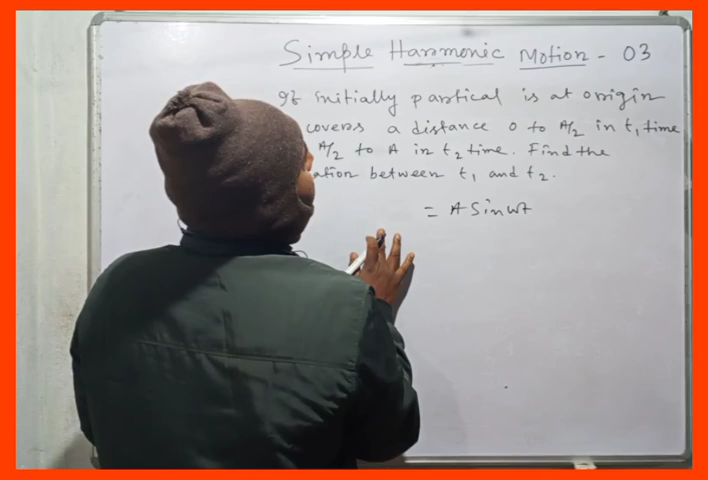 Simple Harmonic Motion - 03
If initially partical is at origin
covers a distance 0 to A/2 in t₁ time
A/2 to A in t₂ time. Find the
ation between t₁ and t₂.
= A Sin ωt